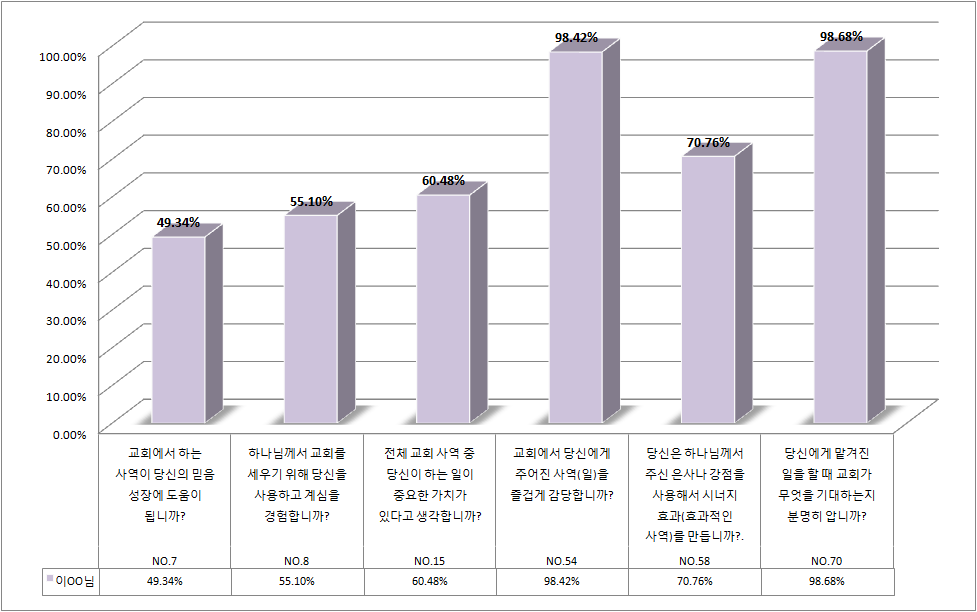 98.42%
98.68%
100.00%
90.00%
80.00%
70.76%
70.00%
60.48%
60.00%
55.10%
49.34%
50.00%
40.00%
30.00%
20.00%
10.00%
0.00%
교회에서 하는
사역이 당신의 믿음
성장에 도움이
됩니까?
NO.7
하나님께서 교회를
세우기 위해 당신을
사용하고 계심을
경험합니까?
NO.8
전체 교회 사역 중
당신이 하는 일이
중요한 가치가
있다고 생각합니까?
NO.15
교회에서 당신에게
주어진 사역(일)을
즐겁게 감당합니까?
NO.54
당신은 하나님께서
주신 은사나 강점을
사용해서 시너지
효과(효과적인
사역)를 만듭니까?.
NO.58
당신에게 맡겨진
일을 할 때 교회가
무엇을 기대하는지
분명히 압니까?
NO.70
이OO님 49.34% 55.10% 60.48% 98.42% 70.76% 98.68%